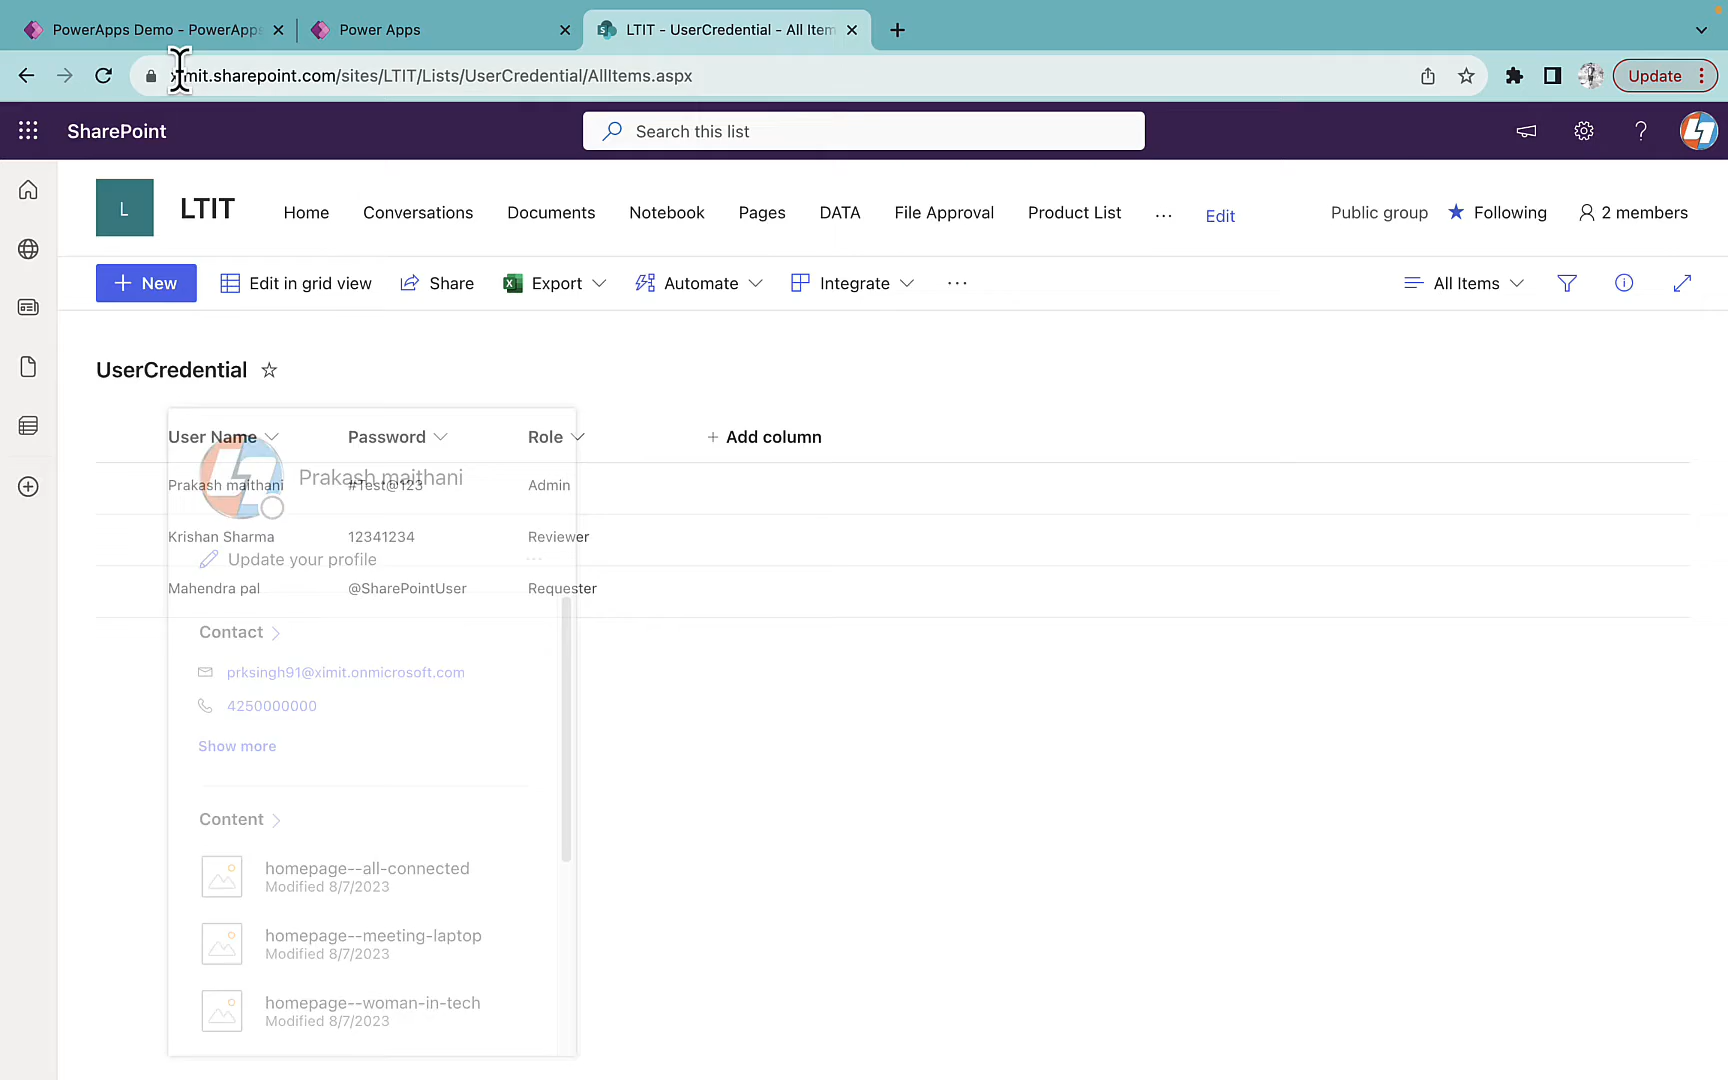 PowerApps Demo - PowerApps
Power Apps
LTIT - UserCredential - All Item
ximit.sharepoint.com/sites/LTIT/Lists/UserCredential/AllItems.aspx
Update
SharePoint
Search this list
L
LTIT
Home
Conversations
Documents
Notebook
Pages
DATA
File Approval
Product List
...
Edit
Public group
Following
2 members
+ New
Edit in grid view
Share
Export
Automate
Integrate
...
All Items
UserCredential
User Name
Password
Role
+ Add column
Prakash maithani
#Test@123
Admin
Krishan Sharma
12341234
Reviewer
Mahendra pal
@SharePointUser
Requester
Prakash maithani
Update your profile
...
Contact
prksingh91@ximit.onmicrosoft.com
4250000000
Show more
Content
homepage--all-connected
Modified 8/7/2023
homepage--meeting-laptop
Modified 8/7/2023
homepage--woman-in-tech
Modified 8/7/2023